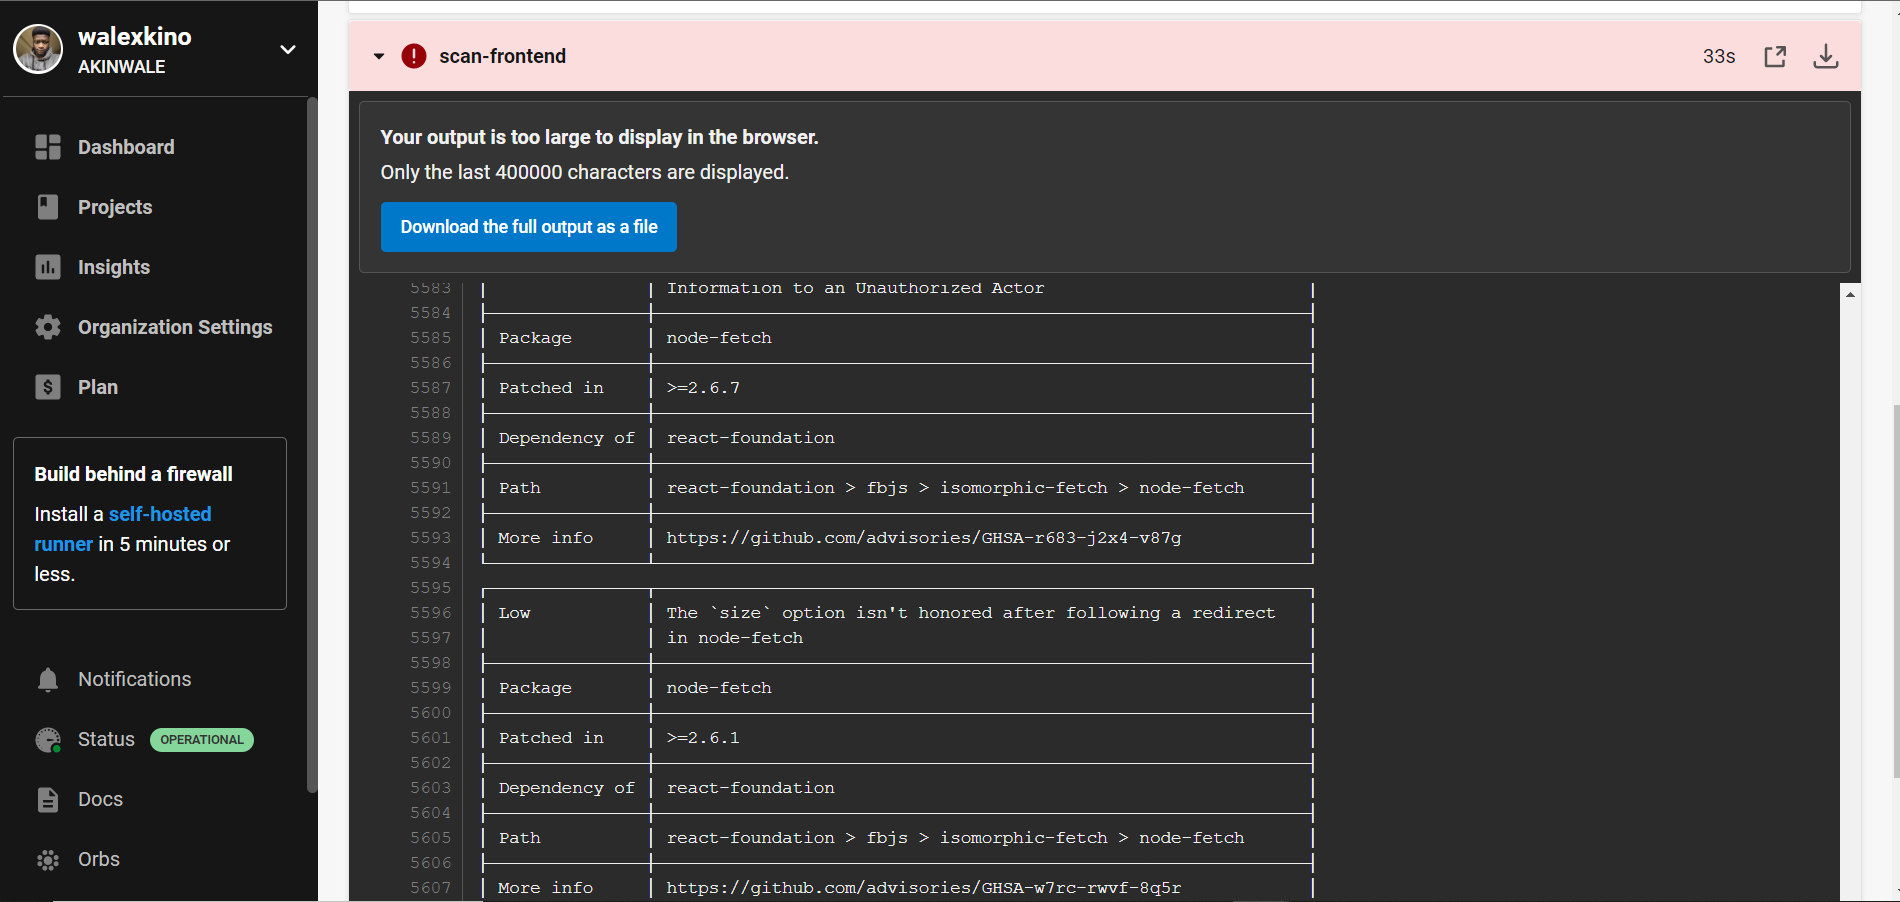 walexkino
AKINWALE
Dashboard
Projects
Insights
Organization Settings
Plan
Build behind a firewall
Install a self-hosted
runner in 5 minutes or
less.
Notifications
Status OPERATIONAL
Docs
Orbs
scan-frontend 33s
Your output is too large to display in the browser.
Only the last 400000 characters are displayed.
Download the full output as a file
5583 Information to an Unauthorized Actor
5584
5585 Package node-fetch
5586
5587 Patched in >=2.6.7
5588
5589 Dependency of react-foundation
5590
5591 Path react-foundation > fbjs > isomorphic-fetch > node-fetch
5592
5593 More info https://github.com/advisories/GHSA-r683-j2x4-v87g
5594
5595
5596 Low The `size` option isn't honored after following a redirect
5597 in node-fetch
5598
5599 Package node-fetch
5600
5601 Patched in >=2.6.1
5602
5603 Dependency of react-foundation
5604
5605 Path react-foundation > fbjs > isomorphic-fetch > node-fetch
5606
5607 More info https://github.com/advisories/GHSA-w7rc-rwvf-8q5r